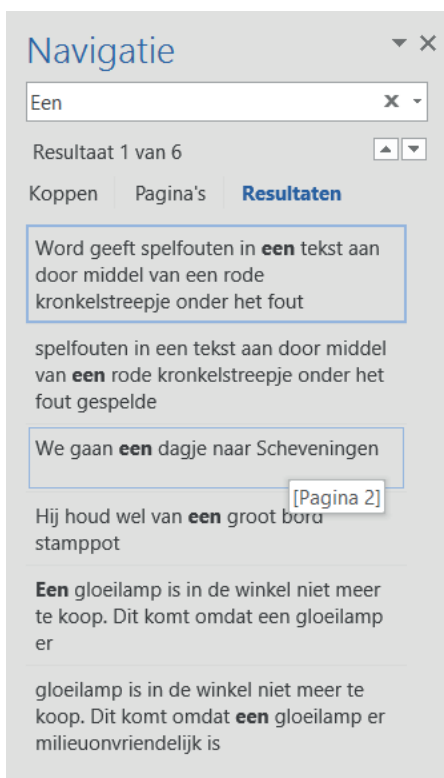 Navigatie
Een
Resultaat 1 van 6
Koppen Pagina's Resultaten
Word geeft spelfouten in een tekst aan
door middel van een rode
kronkelstreepje onder het fout
spelfouten in een tekst aan door middel
van een rode kronkelstreepje onder het
fout gespelde
We gaan een dagje naar Scheveningen
[Pagina 2]
Hij houd wel van een groot bord
stamppot
Een gloeilamp is in de winkel niet meer
te koop. Dit komt omdat een gloeilamp
er
gloeilamp is in de winkel niet meer te
koop. Dit komt omdat een gloeilamp er
milieuonvriendelijk is